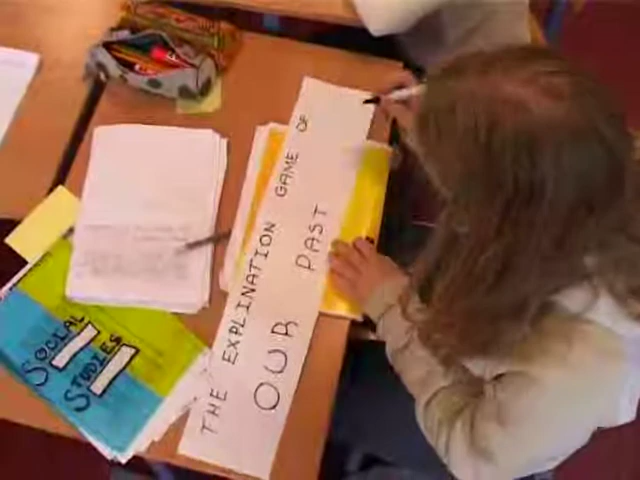 THE EXPLINATION GAME OF
OUR PAST
SOCIAL
STUDIES